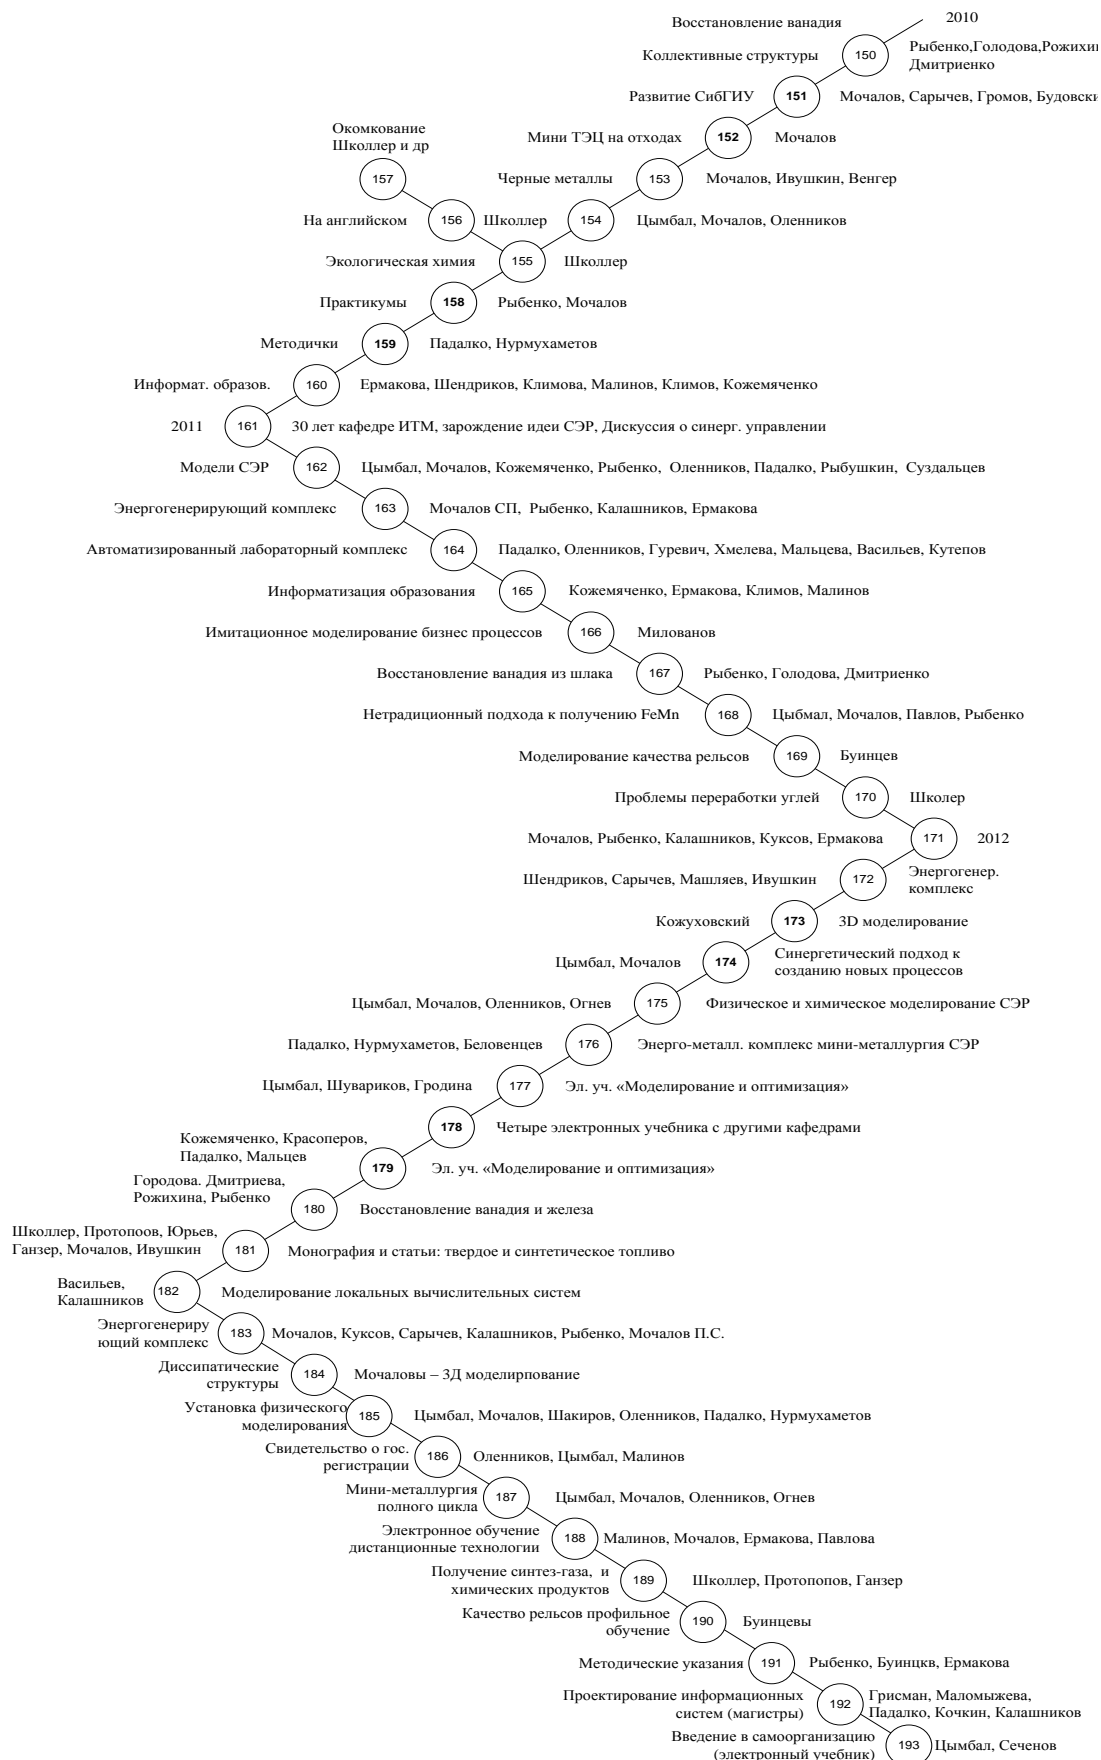 Восстановление ванадия
2010
Коллективные структуры
150
Рыбенко,Голодова,Рожихин
Дмитриенко
Развитие СибГИУ
151
Мочалов, Сарычев, Громов, Будовски
Мини ТЭЦ на отходах
152
Мочалов
Окомкование
Школлер и др
157
Черные металлы
153
Мочалов, Ивушкин, Венгер
На английском
156
Школлер
154
Цымбал, Мочалов, Оленников
Экологическая химия
155
Школлер
Практикумы
158
Рыбенко, Мочалов
Методички
159
Падалко, Нурмухаметов
Информат. образов.
160
Ермакова, Шендриков, Климова, Малинов, Климов, Кожемяченко
2011
161
30 лет кафедре ИТМ, зарождение идеи СЭР, Дискуссия о синерг. управлении
Модели СЭР
162
Цымбал, Мочалов, Кожемяченко, Рыбенко, Оленников, Падалко, Рыбушкин, Суздальцев
Энергогенерирующий комплекс
163
Мочалов СП, Рыбенко, Калашников, Ермакова
Автоматизированный лабораторный комплекс
164
Падалко, Оленников, Гуревич, Хмелева, Мальцева, Васильев, Кутепов
Информатизация образования
165
Кожемяченко, Ермакова, Климов, Малинов
Имитационное моделирование бизнес процессов
166
Милованов
Восстановление ванадия из шлака
167
Рыбенко, Голодова, Дмитриенко
Нетрадиционный подхода к получению FeMn
168
Цыбмал, Мочалов, Павлов, Рыбенко
Моделирование качества рельсов
169
Буинцев
Проблемы переработки углей
170
Школер
Мочалов, Рыбенко, Калашников, Куксов, Ермакова
171
2012
Шендриков, Сарычев, Машляев, Ивушкин
172
Энергогенер.
комплекс
Кожуховский
173
3D моделирование
Цымбал, Мочалов
174
Синергетический подход к
созданию новых процессов
Цымбал, Мочалов, Оленников, Огнев
175
Физическое и химическое моделирование СЭР
Падалко, Нурмухаметов, Беловенцев
176
Энерго-металл. комплекс мини-металлургия СЭР
Цымбал, Шувариков, Гродина
177
Эл. уч. «Моделирование и оптимизация»
178
Четыре электронных учебника с другими кафедрами
Кожемяченко, Красоперов,
Падалко, Мальцев
179
Эл. уч. «Моделирование и оптимизация»
Городова. Дмитриева,
Рожихина, Рыбенко
180
Восстановление ванадия и железа
Школлер, Протопоов, Юрьев,
Ганзер, Мочалов, Ивушкин
181
Монография и статьи: твердое и синтетическое топливо
Васильев,
Калашников
182
Моделирование локальных вычислительных систем
Энергогенериру
ющий комплекс
183
Мочалов, Куксов, Сарычев, Калашников, Рыбенко, Мочалов П.С.
Диссипатические
структуры
184
Мочаловы – 3Д моделирпование
Установка физического
моделирования
185
Цымбал, Мочалов, Шакиров, Оленников, Падалко, Нурмухаметов
Свидетельство о гос.
регистрации
186
Оленников, Цымбал, Малинов
Мини-металлургия
полного цикла
187
Цымбал, Мочалов, Оленников, Огнев
Электронное обучение
дистанционные технологии
188
Малинов, Мочалов, Ермакова, Павлова
Получение синтез-газа, и
химических продуктов
189
Школлер, Протопопов, Ганзер
Качество рельсов профильное
обучение
190
Буинцевы
Методические указания
191
Рыбенко, Буинцкв, Ермакова
Проектирование информационных
систем (магистры)
192
Грисман, Маломыжева,
Падалко, Кочкин, Калашников
Введение в самоорганизацию
(электронный учебник)
193
Цымбал, Сеченов